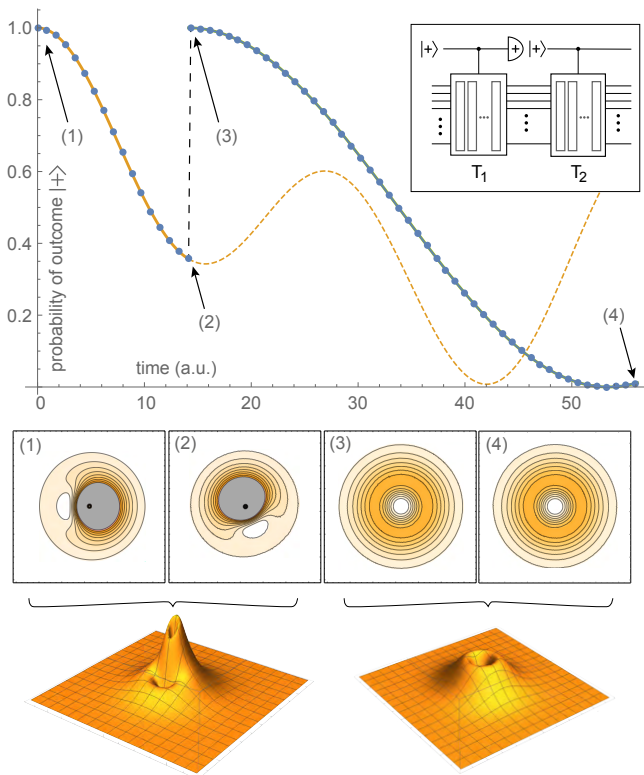 1.0
0.8
0.6
0.4
0.2
probability of outcome |+⟩
(1)
(2)
(3)
(4)
|+⟩ + |+⟩
T₁ T₂
time (a.u.)
0 10 20 30 40 50
(1) (2) (3) (4)